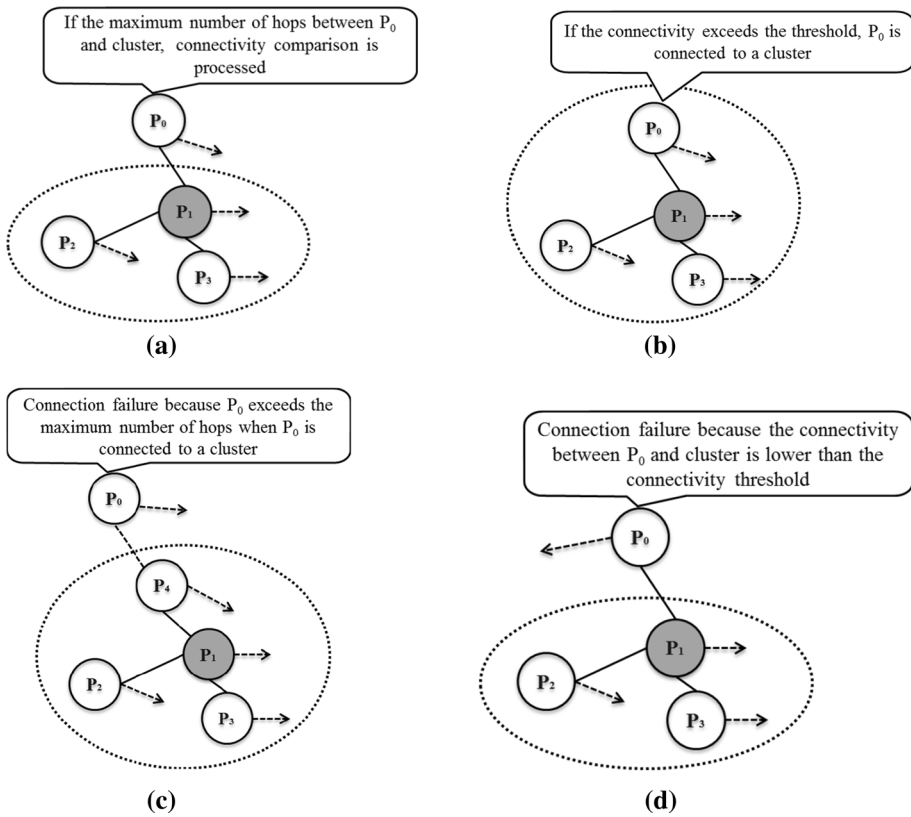 If the maximum number of hops between P₀
and cluster, connectivity comparison is
processed
P₀
P₁
P₂
P₃
(a)
If the connectivity exceeds the threshold, P₀ is
connected to a cluster
P₀
P₁
P₂
P₃
(b)
Connection failure because P₀ exceeds the
maximum number of hops when P₀ is
connected to a cluster
P₀
P₄
P₁
P₂
P₃
(c)
Connection failure because the connectivity
between P₀ and cluster is lower than the
connectivity threshold
P₀
P₁
P₂
P₃
(d)